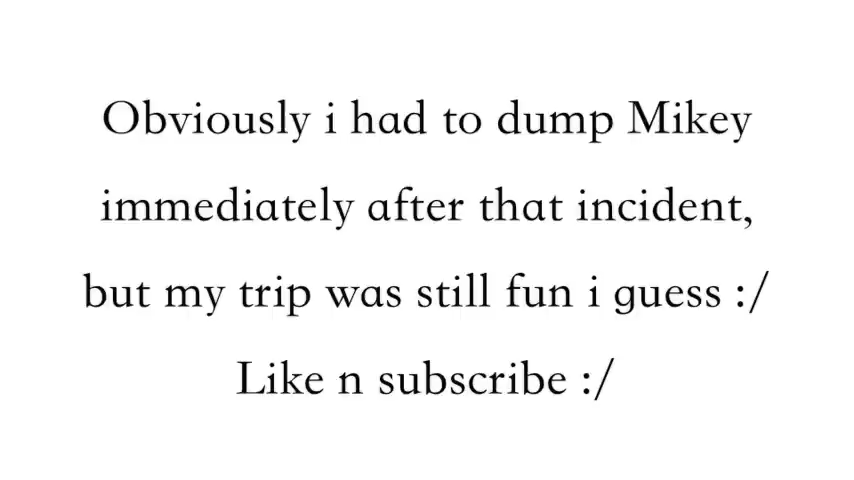 Obviously i had to dump Mikey
immediately after that incident,
but my trip was still fun i guess :/
Like n subscribe :/